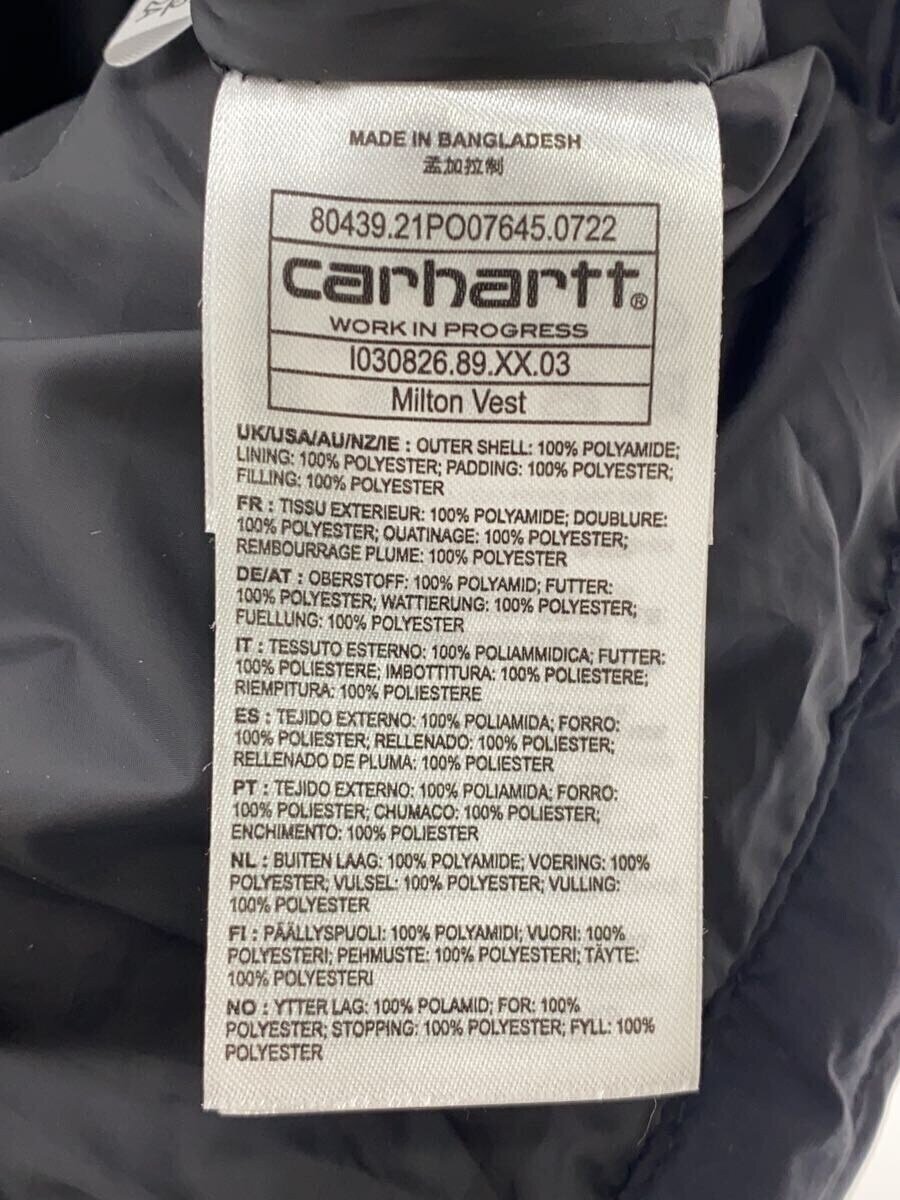 MADE IN BANGLADESH
孟加拉制
80439.21PO07645.0722
carhartt®
WORK IN PROGRESS
I030826.89.XX.03
Milton Vest
UK/USA/AU/NZ/IE : OUTER SHELL: 100% POLYAMIDE;
LINING: 100% POLYESTER; PADDING: 100% POLYESTER;
FILLING: 100% POLYESTER
FR : TISSU EXTERIEUR: 100% POLYAMIDE; DOUBLURE:
100% POLYESTER; OUATINAGE: 100% POLYESTER;
REMBOURRAGE PLUME: 100% POLYESTER
DE/AT : OBERSTOFF: 100% POLYAMID; FUTTER:
100% POLYESTER; WATTIERUNG: 100% POLYESTER;
FUELLUNG: 100% POLYESTER
IT : TESSUTO ESTERNO: 100% POLIAMMIDICA; FUTTER:
100% POLIESTERE; IMBOTTITURA: 100% POLIESTERE;
RIEMPITURA: 100% POLIESTERE
ES : TEJIDO EXTERNO: 100% POLIAMIDA; FORRO:
100% POLIESTER; RELLENADO: 100% POLIESTER;
RELLENADO DE PLUMA: 100% POLIESTER
PT : TEJIDO EXTERNO: 100% POLIAMIDA; FORRO:
100% POLIESTER; CHUMACO: 100% POLIESTER;
ENCHIMENTO: 100% POLIESTER
NL : BUITEN LAAG: 100% POLYAMIDE; VOERING: 100%
POLYESTER; VULSEL: 100% POLYESTER; VULLING:
100% POLYESTER
FI : PÄÄLLYSPUOLI: 100% POLYAMIDI; VUORI: 100%
POLYESTERI; PEHMUSTE: 100% POLYESTERI; TÄYTE:
100% POLYESTERI
NO : YTTER LAG: 100% POLAMID; FOR: 100%
POLYESTER; STOPPING: 100% POLYESTER; FYLL: 100%
POLYESTER